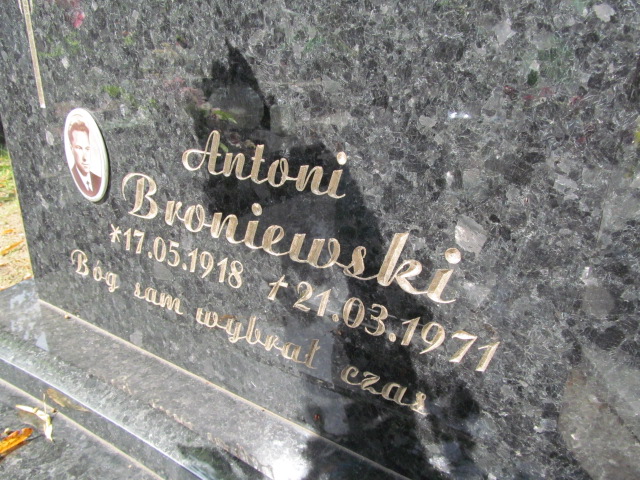 Antoni
Broniewski
*17.05.1918 †21.03.1971
Bóg sam wybrał czas